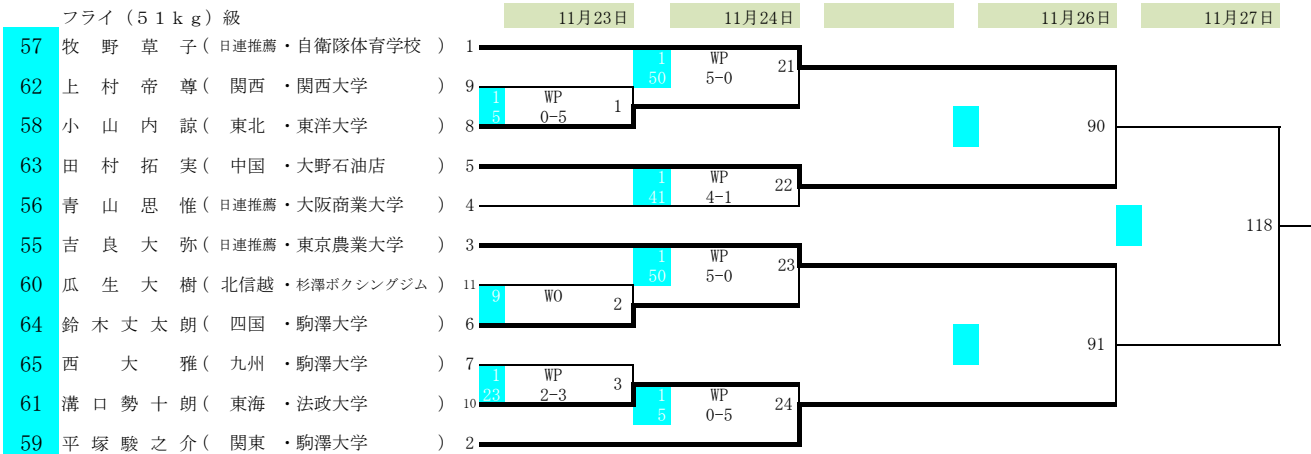 フライ(51kg)級 11月23日 11月24日 11月26日 11月27日
57 牧野草子( 日連推薦・自衛隊体育学校 ) 1
1 50 WP 5-0 21
62 上村帝尊( 関西・関西大学 ) 9
1 5 WP 0-5 1
58 小山内諒( 東北・東洋大学 ) 8
90
63 田村拓実( 中国・大野石油店 ) 5
1 41 WP 4-1 22
56 青山思惟( 日連推薦・大阪商業大学 ) 4
118
55 吉良大弥( 日連推薦・東京農業大学 ) 3
1 50 WP 5-0 23
60 瓜生大樹( 北信越・杉澤ボクシングジム ) 11
9 WO 2
64 鈴木丈太朗( 四国・駒澤大学 ) 6
91
65 西大雅( 九州・駒澤大学 ) 7
1 23 WP 2-3 3
61 溝口勢十朗( 東海・法政大学 ) 10
1 5 WP 0-5 24
59 平塚駿之介( 関東・駒澤大学 ) 2